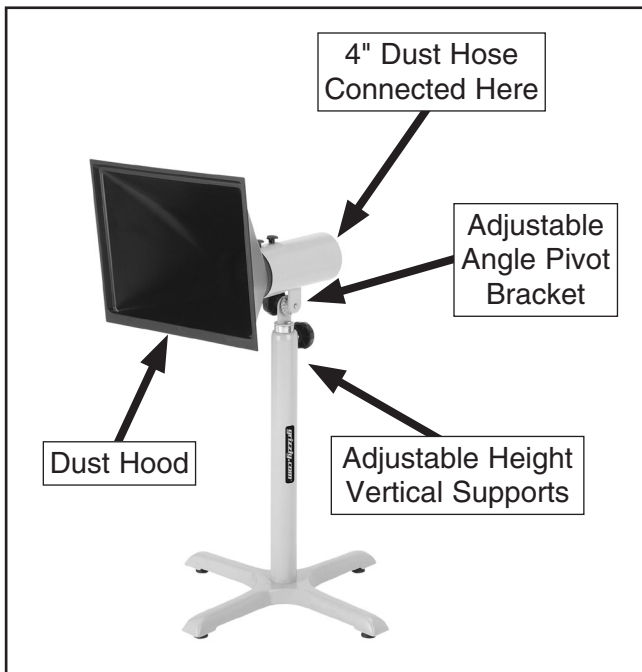 4" Dust Hose
Connected Here
Adjustable
Angle Pivot
Bracket
grizzly.com
Dust Hood
Adjustable Height
Vertical Supports